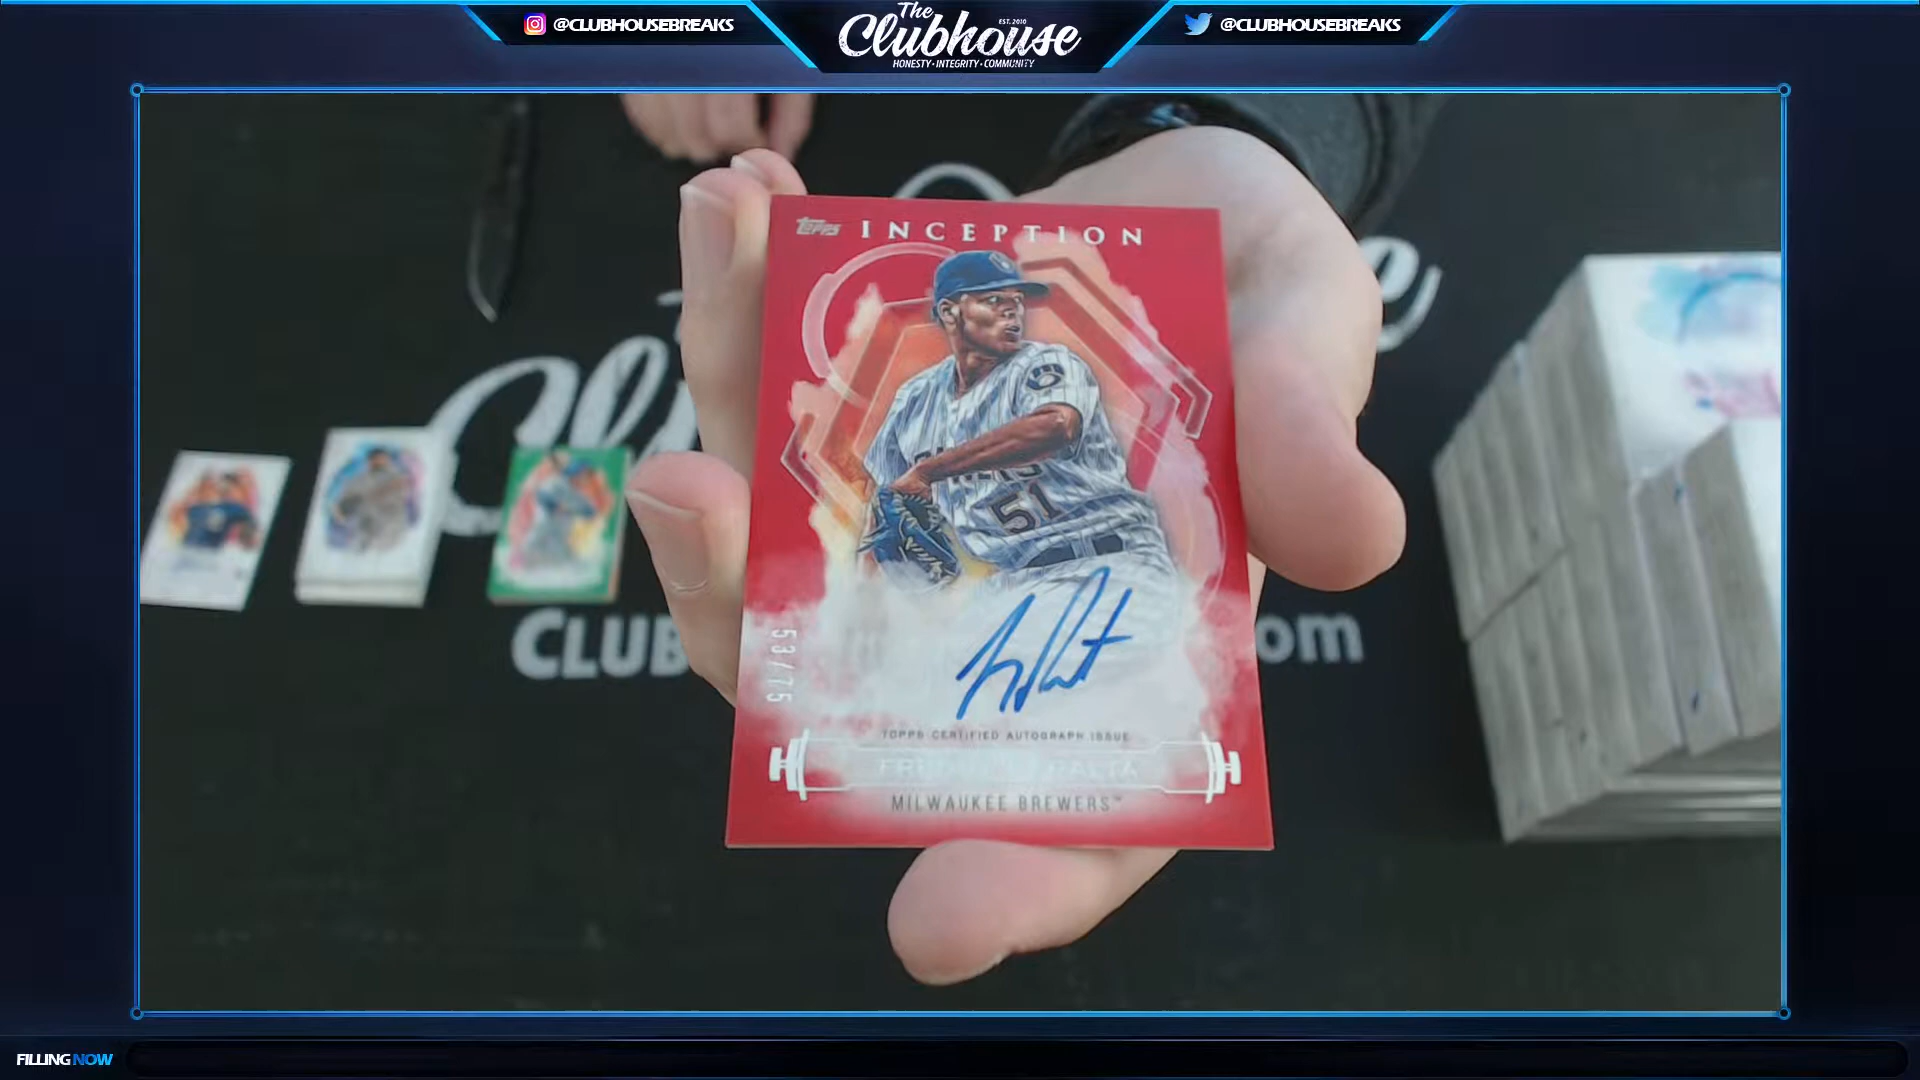 @CLUBHOUSEBREAKS
The
EST. 2010
Clubhouse
HONESTY • INTEGRITY • COMMUNITY
@CLUBHOUSEBREAKS
TOPPS INCEPTION
51
53/75
TOPPS CERTIFIED AUTOGRAPH ISSUE
MILWAUKEE BREWERS™
CLUB
om
FILLING NOW